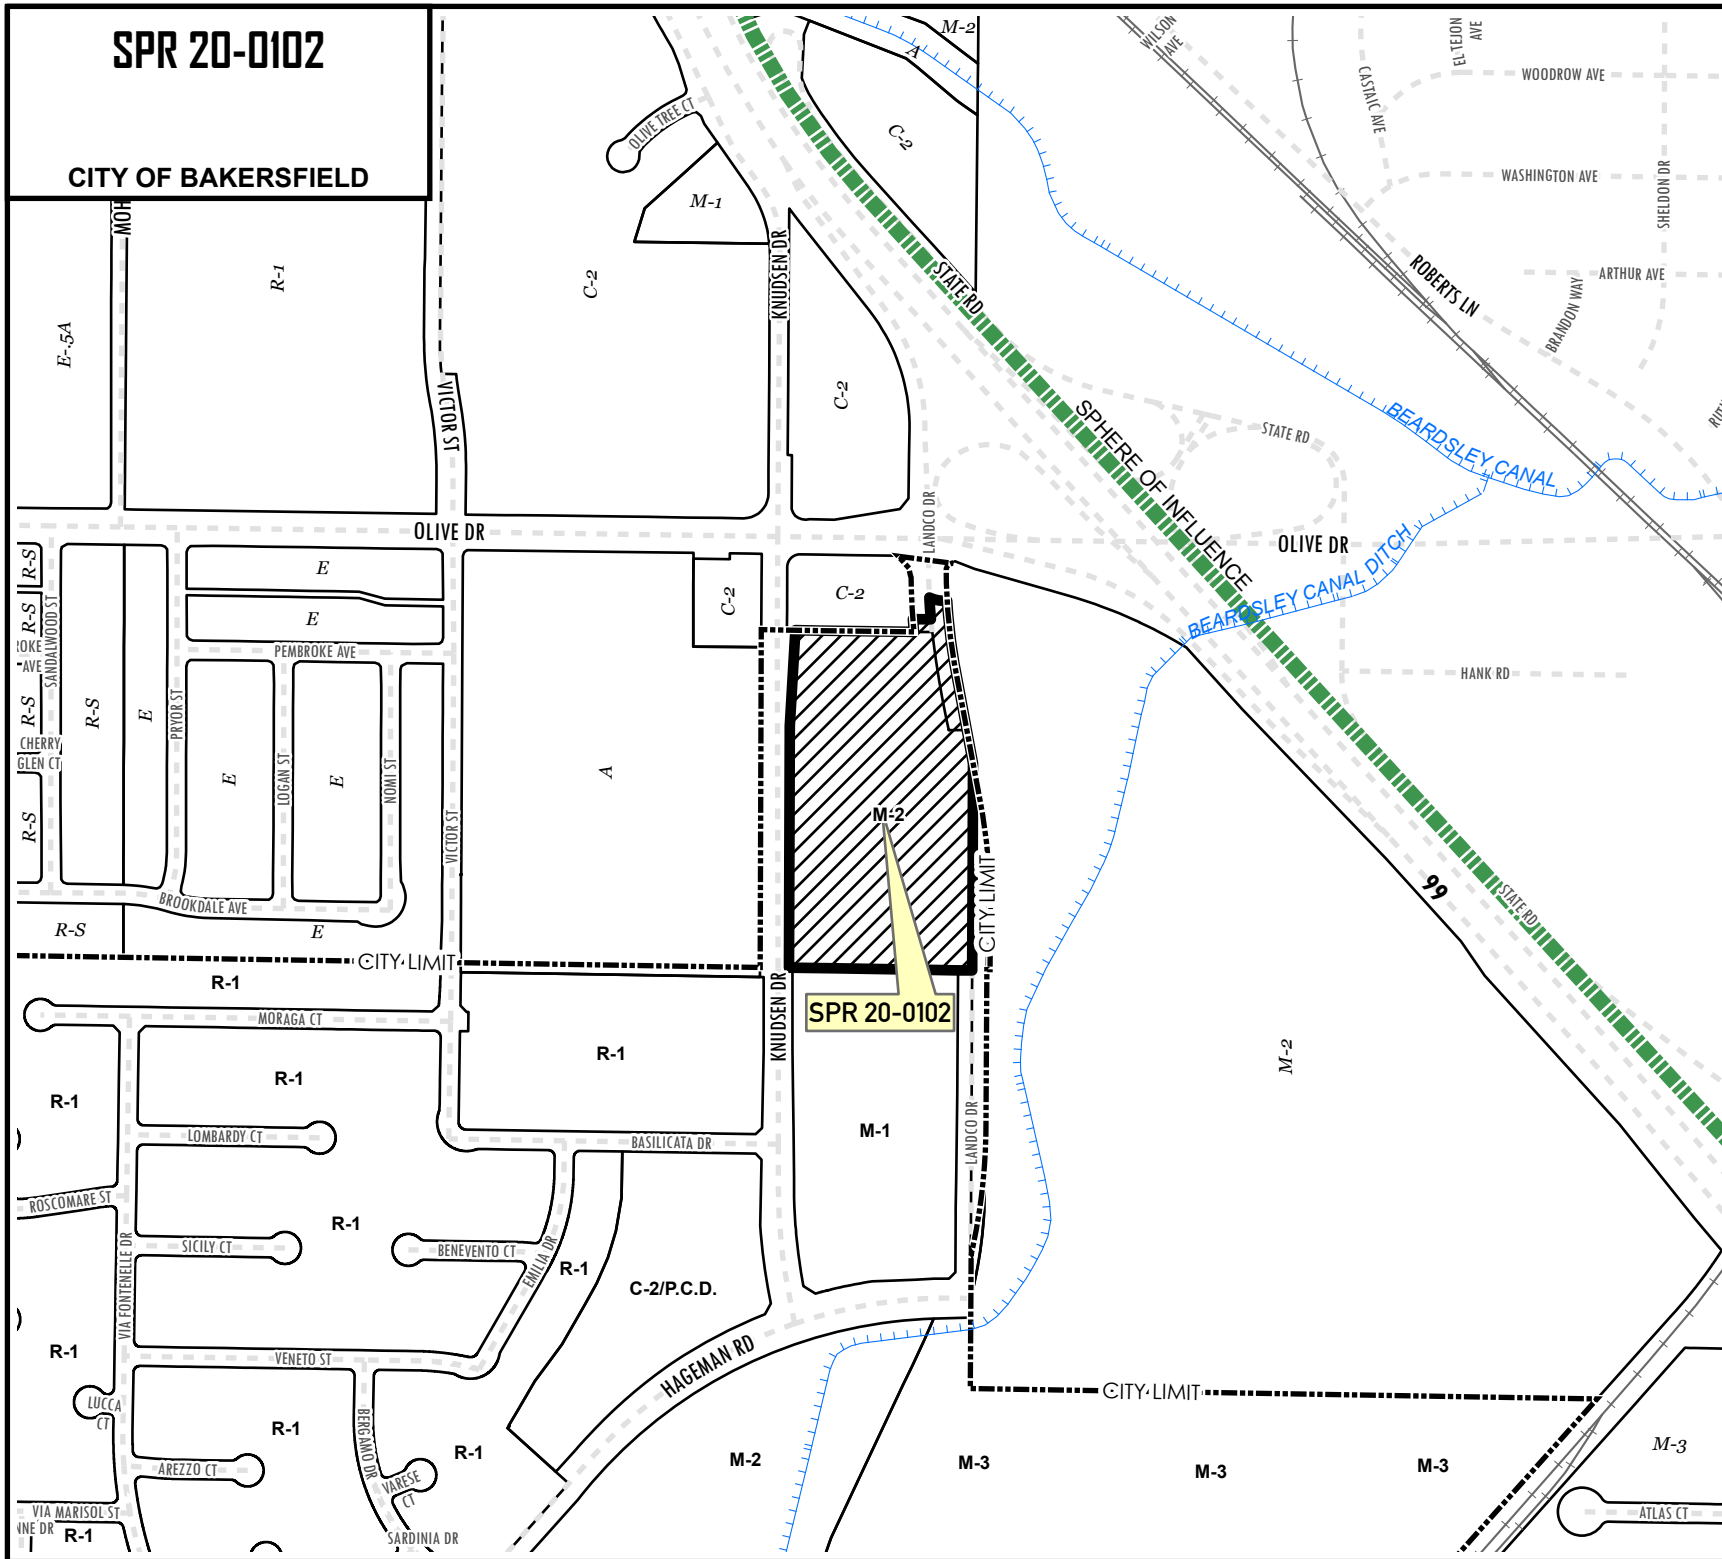 SPR 20-0102
CITY OF BAKERSFIELD
M-2
A
WILSON AVE
EL TEJON AVE
WOODROW AVE
CASTAIC AVE
OLIVE TREE CT
C-2
WASHINGTON AVE
SHELDON DR
M-1
MOH
R-1
C-2
KNUDSEN DR
STATE RD
ROBERTS LN
ARTHUR AVE
BRANDON WAY
E-.5A
VICTOR ST
C-2
SPHERE OF INFLUENCE
STATE RD
BEARDSLEY CANAL
LANDCO DR
OLIVE DR
OLIVE DR
BEARDSLEY CANAL DITCH
R-S
E
C-2
C-2
R-S
SANDALWOOD ST
E
OKE
AVE
PEMBROKE AVE
HANK RD
R-S
R-S
E
PRYOR ST
CHERRY
GLEN CT
E
LOGAN ST
E
NOMI ST
A
R-S
VICTOR ST
M-2
CITY LIMIT
99
STATE RD
BROOKDALE AVE
R-S
E
CITY LIMIT
R-1
KNUDSEN DR
SPR 20-0102
MORAGA CT
R-1
M-2
R-1
R-1
LOMBARDY CT
BASILICATA DR
M-1
LANDCO DR
ROSCOMARE ST
R-1
VIA FONTENELLE DR
SICILY CT
BENEVENTO CT
EMILIA DR
R-1
C-2/P.C.D.
R-1
VENETO ST
HAGEMAN RD
CITY LIMIT
LUCCA
CT
BERGAMO DR
R-1
R-1
M-2
M-3
M-3
M-3
M-3
AREZZO CT
VARESE
CT
VIA MARISOL ST
NNE DR
R-1
SARDINIA DR
ATLAS CT